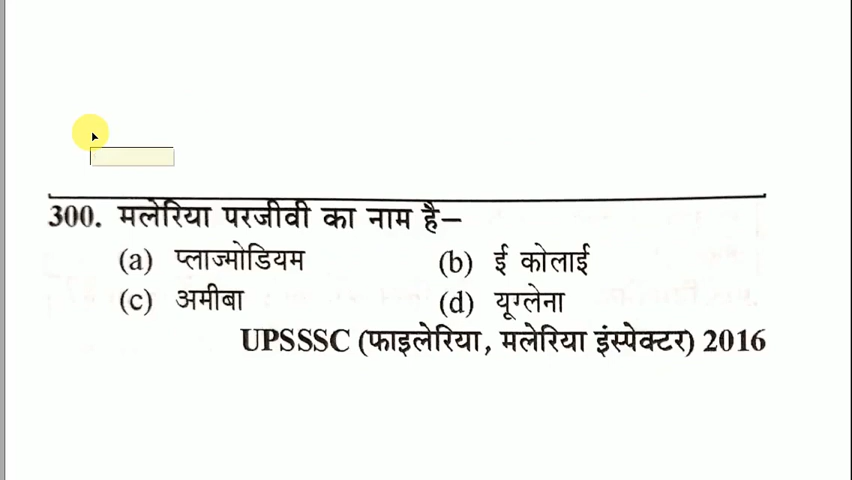 300. मलेरिया परजीवी का नाम है–
(a) प्लाज्मोडियम (b) ई कोलाई
(c) अमीबा (d) यूग्लेना
UPSSSC (फाइलेरिया, मलेरिया इंस्पेक्टर) 2016